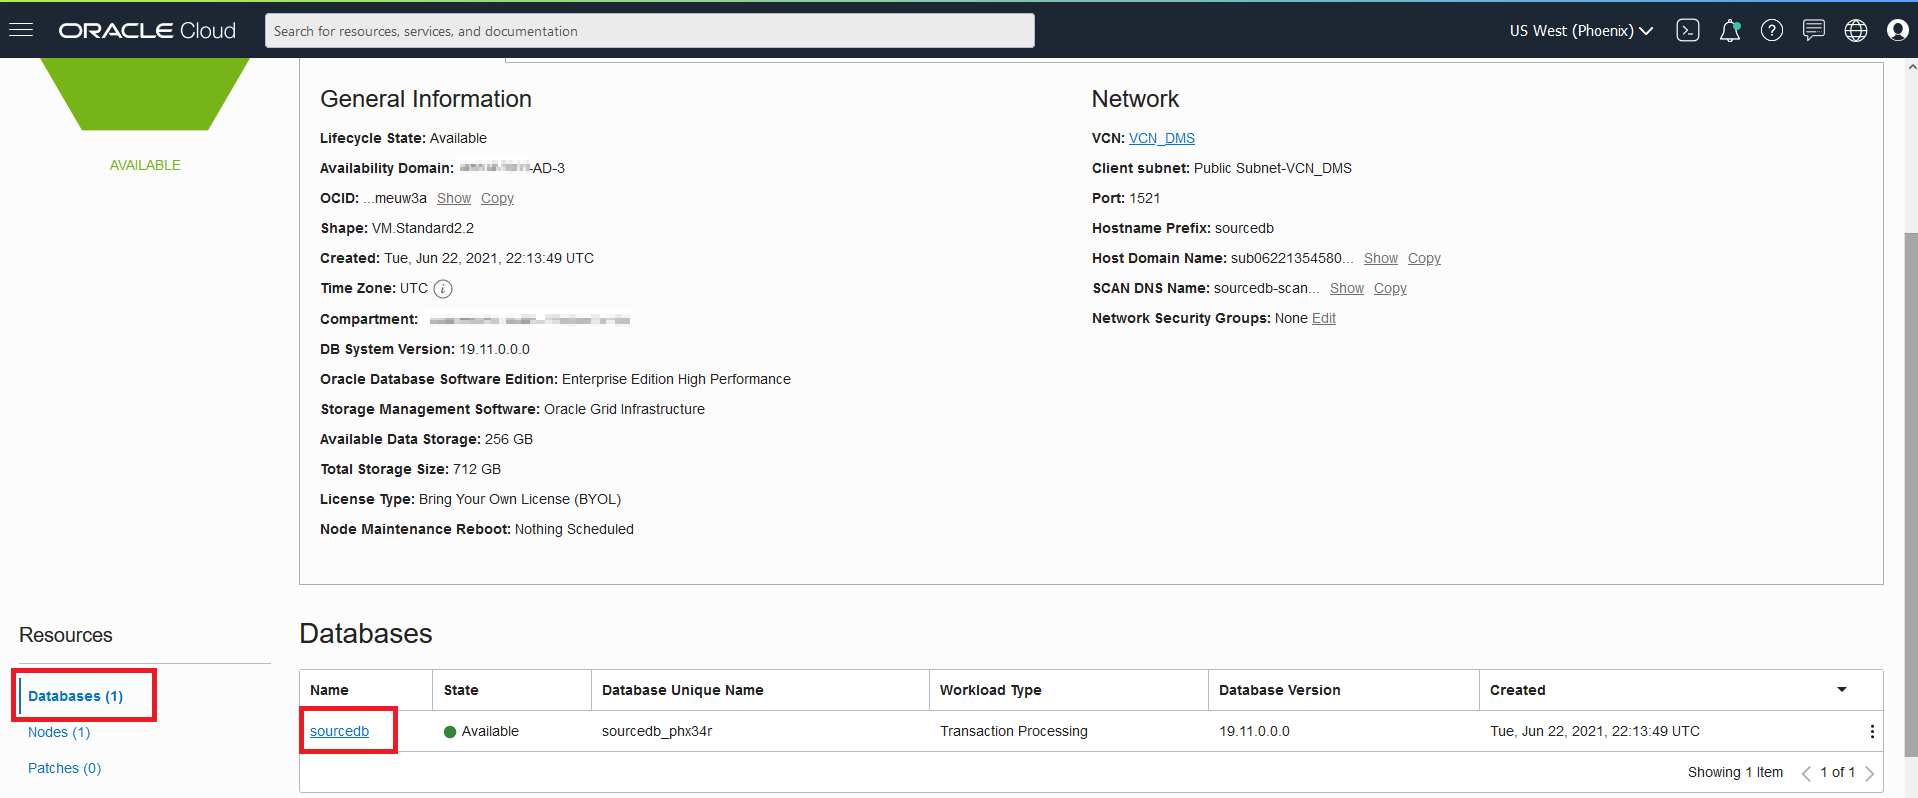 ORACLE Cloud
Search for resources, services, and documentation
US West (Phoenix)
AVAILABLE
General Information
Lifecycle State: Available
Availability Domain: -AD-3
OCID: ...meuw3a Show Copy
Shape: VM.Standard2.2
Created: Tue, Jun 22, 2021, 22:13:49 UTC
Time Zone: UTC i
Compartment:
DB System Version: 19.11.0.0.0
Oracle Database Software Edition: Enterprise Edition High Performance
Storage Management Software: Oracle Grid Infrastructure
Available Data Storage: 256 GB
Total Storage Size: 712 GB
License Type: Bring Your Own License (BYOL)
Node Maintenance Reboot: Nothing Scheduled
Network
VCN: VCN_DMS
Client subnet: Public Subnet-VCN_DMS
Port: 1521
Hostname Prefix: sourcedb
Host Domain Name: sub06221354580... Show Copy
SCAN DNS Name: sourcedb-scan... Show Copy
Network Security Groups: None Edit
Resources
Databases (1)
Nodes (1)
Patches (0)
Databases
Name State Database Unique Name Workload Type Database Version Created
sourcedb Available sourcedb_phx34r Transaction Processing 19.11.0.0.0 Tue, Jun 22, 2021, 22:13:49 UTC
Showing 1 Item 1 of 1